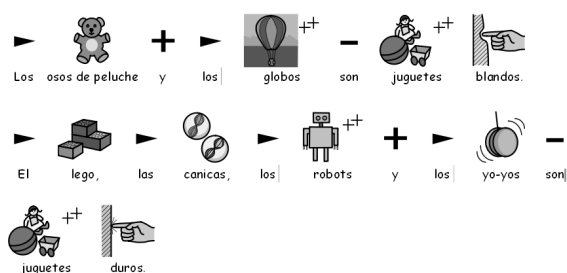 Los osos de peluche y los globos son juguetes blandos.
El lego, las canicas, los robots y los yo-yos son
juguetes duros.